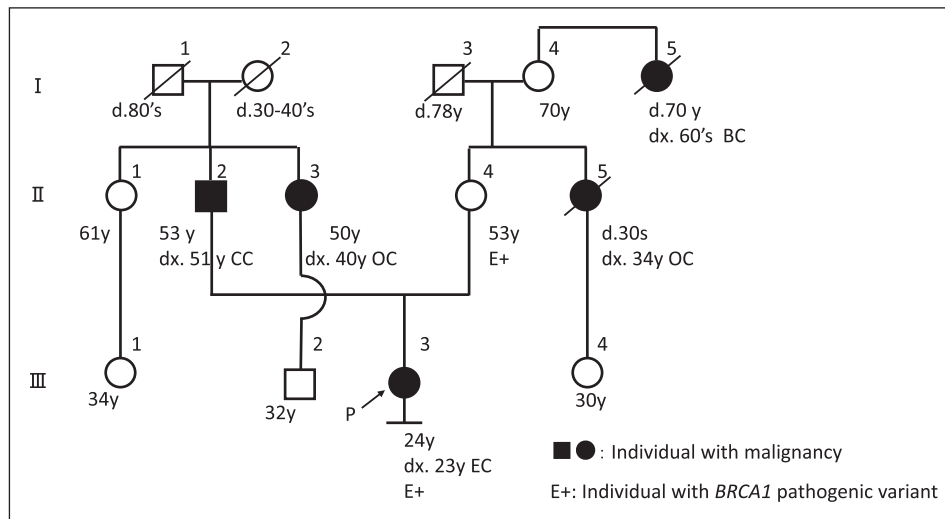 1
2
3
4
5
I
d.80's
d.30-40's
d.78y
70y
d.70 y
dx. 60's BC
1
2
3
4
5
II
61y
53 y
dx. 51 y CC
50y
dx. 40y OC
53y
E+
d.30s
dx. 34y OC
1
2
3
4
III
34y
32y
P
30y
24y
dx. 23y EC
E+
: Individual with malignancy
E+: Individual with BRCA1 pathogenic variant